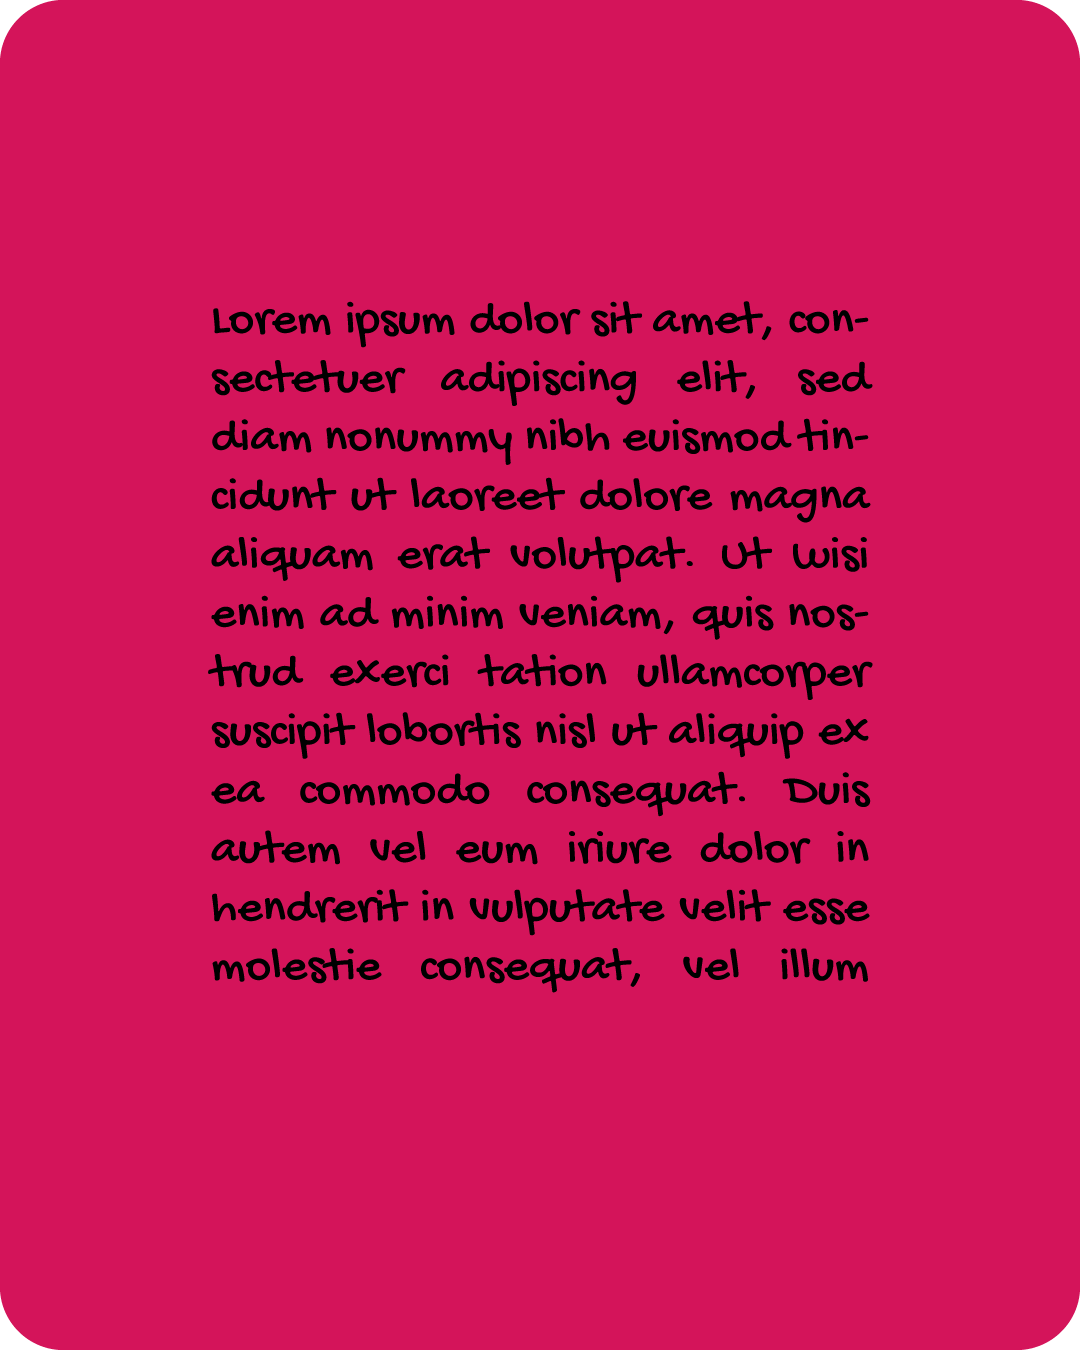 Lorem ipsum dolor sit amet, con-
sectetuer adipiscing elit, sed
diam nonummy nibh euismod tin-
cidunt ut laoreet dolore magna
aliquam erat volutpat. Ut wisi
enim ad minim veniam, quis nos-
trud exerci tation ullamcorper
suscipit lobortis nisl ut aliquip ex
ea commodo consequat. Duis
autem vel eum iriure dolor in
hendrerit in vulputate velit esse
molestie consequat, vel illum